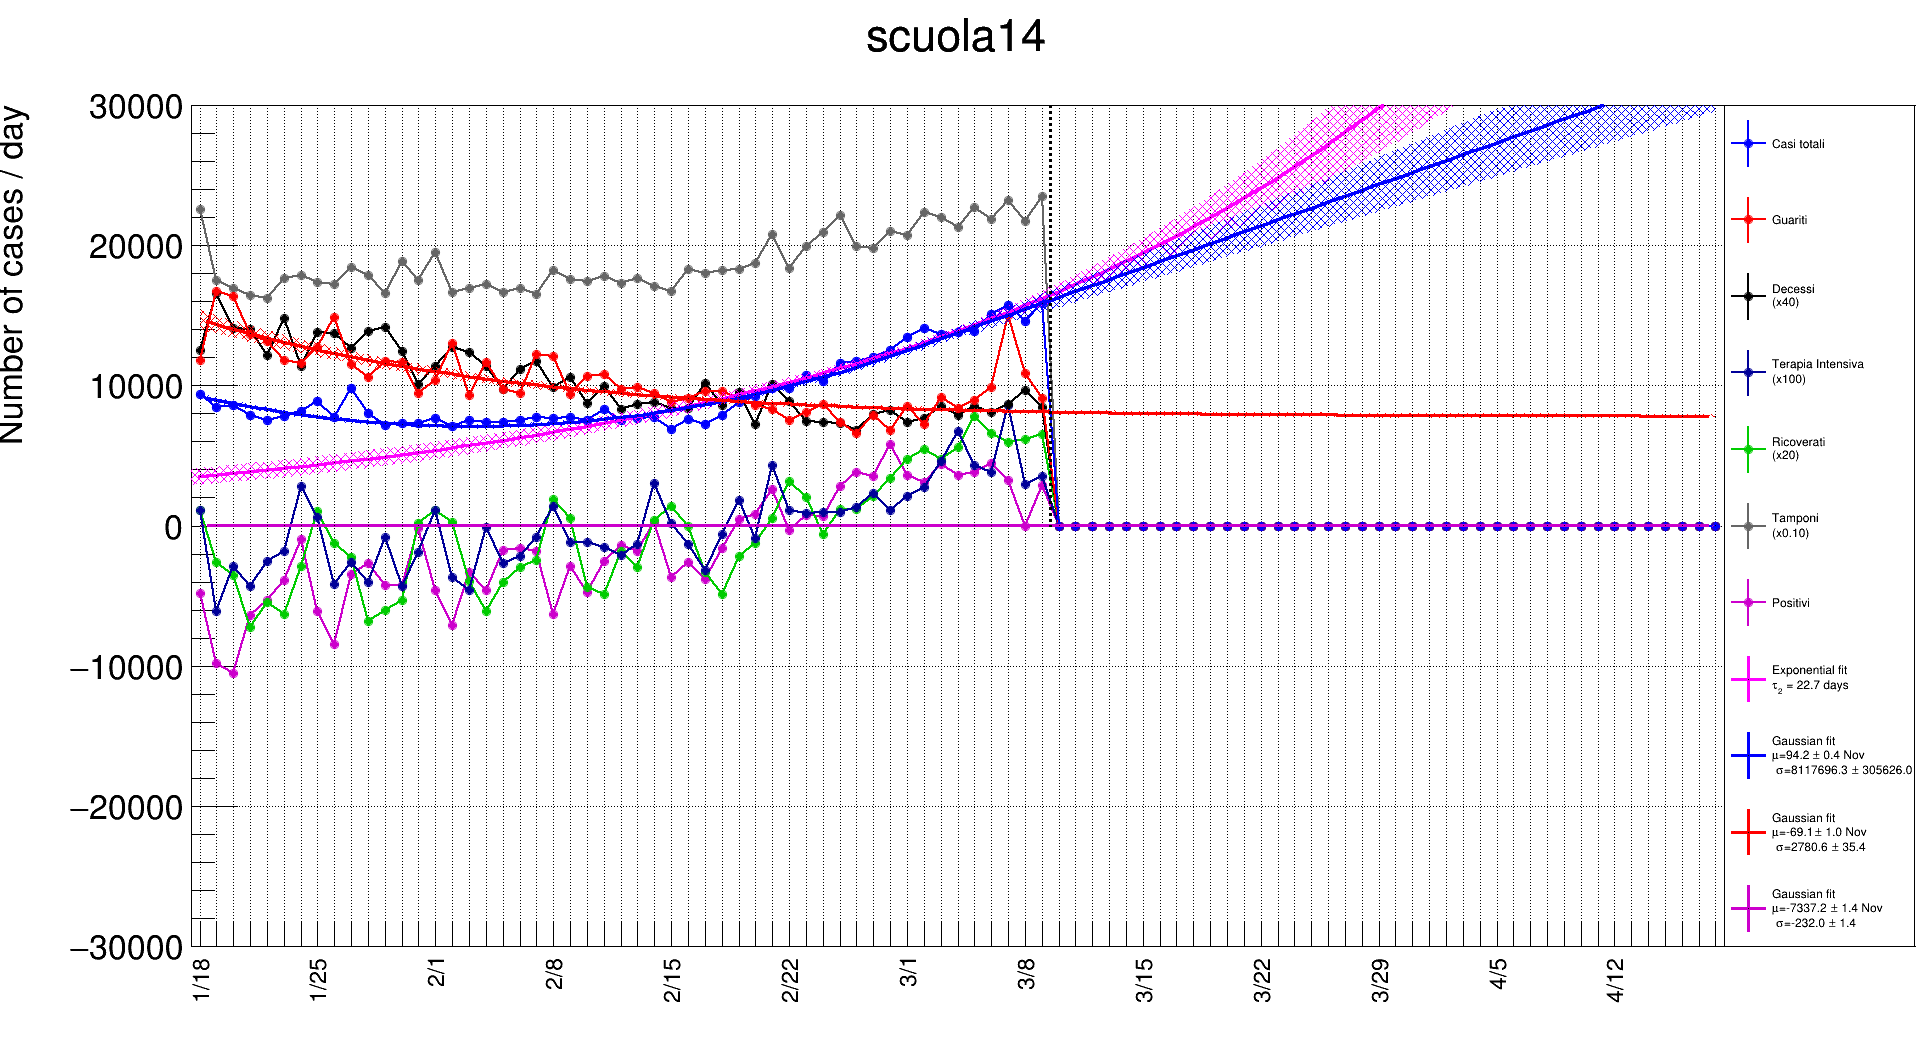 scuola14
Number of cases / day
30000
20000
10000
0
−10000
−20000
−30000
1/18
1/25
2/1
2/8
2/15
2/22
3/1
3/8
3/15
3/22
3/29
4/5
4/12
Casi totali
Guariti
Decessi
(x40)
Terapia Intensiva
(x100)
Ricoverati
(x20)
Tamponi
(x0.10)
Positivi
Exponential fit
τ2 = 22.7 days
Gaussian fit
μ=94.2 ± 0.4 Nov
σ=8117696.3 ± 305626.0
Gaussian fit
μ=-69.1 ± 1.0 Nov
σ=2780.6 ± 35.4
Gaussian fit
μ=-7337.2 ± 1.4 Nov
σ=-232.0 ± 1.4